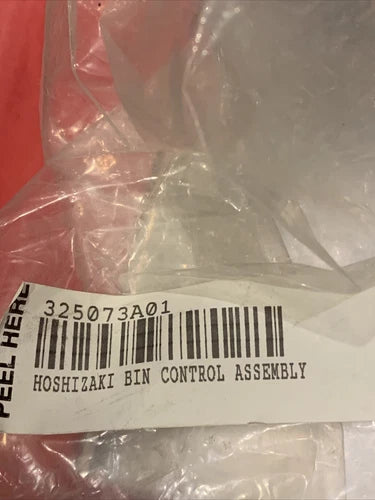 PEEL HERE
325073A01
HOSHIZAKI BIN CONTROL ASSEMBLY